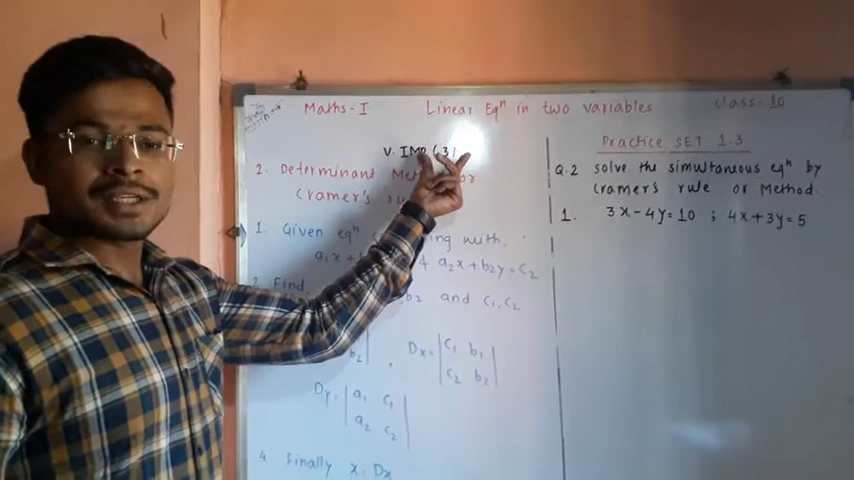 Maths-I Linear Eqⁿ in two variables class-10
V. IMP (3)
2. Determinant or
Cramer's
1. Given eqⁿ with.
& a₂x+b₂y=c₂
2. Find
b₂ and c₁, c₂
b₂ , Dx= | c₁ b₁ |
| c₂ b₂ |
Dy, | a₁ c₁ |
| a₂ c₂ |
4 Finally x: Dx
Practice SET 1.3
Q.2 solve the simultaneous eqⁿ by
Cramer's rule or Method.
1. 3x-4y=10 ; 4x+3y=5